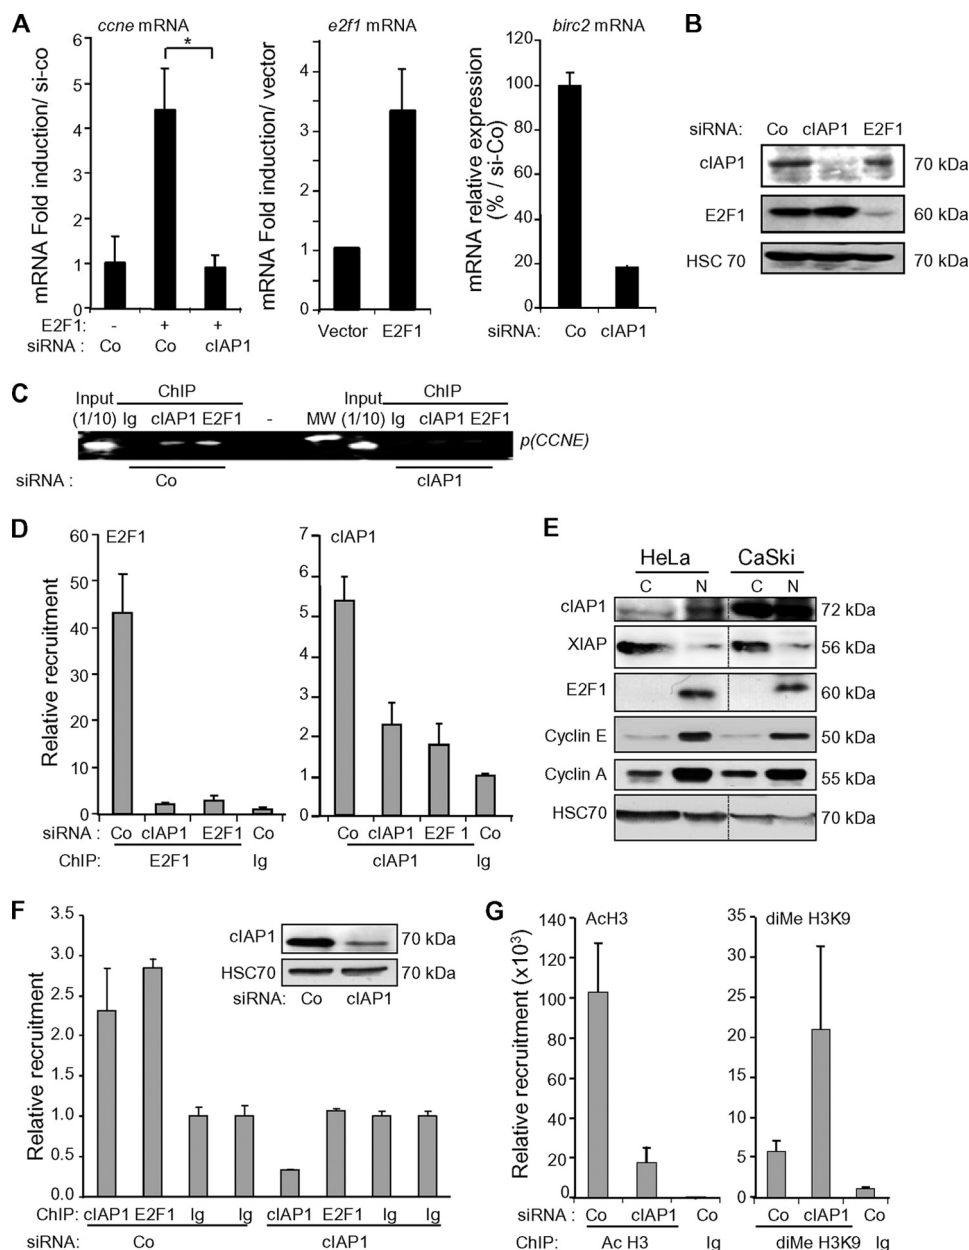 A
ccne mRNA
mRNA Fold induction/ si-co
6
5
4
3
2
1
0
*
E2F1: - + +
siRNA : Co Co cIAP1
e2f1 mRNA
mRNA Fold induction/ vector
4
3
2
1
0
Vector E2F1
birc2 mRNA
mRNA relative expression
(% / si-Co)
120
100
80
60
40
20
0
siRNA: Co cIAP1
B
siRNA: Co cIAP1 E2F1
cIAP1 70 kDa
E2F1 60 kDa
HSC 70 70 kDa
C
Input ChIP Input ChIP
(1/10) Ig cIAP1 E2F1 - MW (1/10) Ig cIAP1 E2F1
p(CCNE)
siRNA : Co cIAP1
D
E2F1
Relative recruitment
60
50
40
30
20
10
0
siRNA : Co cIAP1 E2F1 Co
ChIP: E2F1 Ig
cIAP1
7
6
5
4
3
2
1
0
Co cIAP1 E2F 1 Co
cIAP1 Ig
E
HeLa CaSki
C N C N
cIAP1 72 kDa
XIAP 56 kDa
E2F1 60 kDa
Cyclin E 50 kDa
Cyclin A 55 kDa
HSC70 70 kDa
F
Relative recruitment
3.5
3.0
2.5
2.0
1.5
1.0
0.5
0.0
cIAP1 70 kDa
HSC70 70 kDa
siRNA: Co cIAP1
ChIP: cIAP1 E2F1 Ig Ig cIAP1 E2F1 Ig Ig
siRNA: Co cIAP1
G
AcH3
Relative recruitment (x10³)
140
120
100
80
60
40
20
0
siRNA : Co cIAP1 Co
ChIP: Ac H3 Ig
diMe H3K9
35
30
25
20
15
10
5
0
Co cIAP1 Co
diMe H3K9 Ig